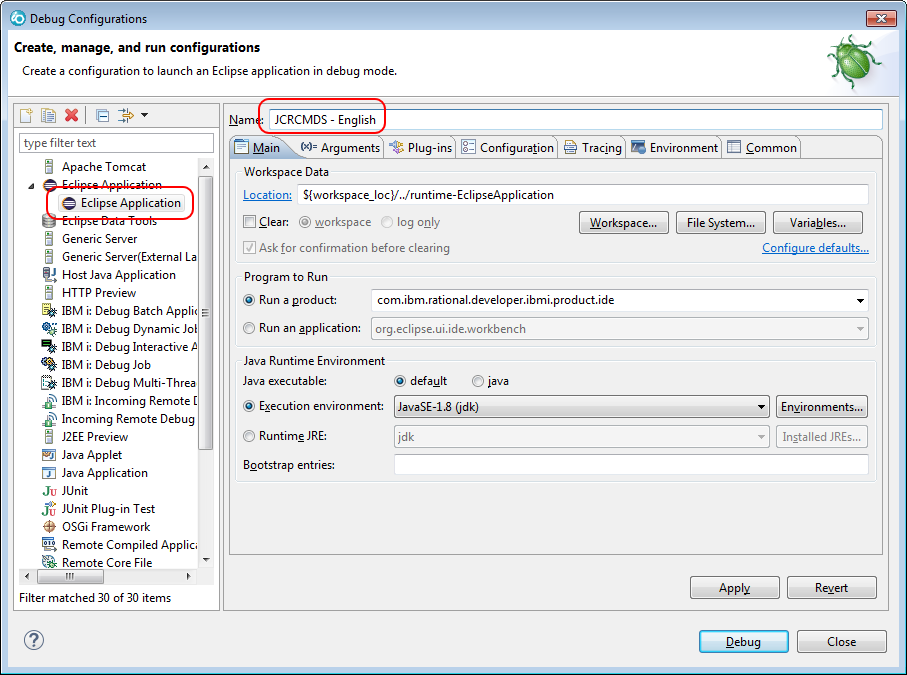 Debug Configurations
Create, manage, and run configurations
Create a configuration to launch an Eclipse application in debug mode.
type filter text
Apache Tomcat
Eclipse Application
Eclipse Application
Eclipse Data Tools
Generic Server
Generic Server(External La
Host Java Application
HTTP Preview
IBM i: Debug Batch Applic
IBM i: Debug Dynamic Job
IBM i: Debug Interactive A
IBM i: Debug Job
IBM i: Debug Multi-Threa
IBM i: Incoming Remote D
Incoming Remote Debug
J2EE Preview
Java Applet
Java Application
JUnit
JUnit Plug-in Test
OSGi Framework
Remote Compiled Applica
Remote Core File
Filter matched 30 of 30 items
Name: JCRCMDS - English
Main (x)= Arguments Plug-ins Configuration Tracing Environment Common
Workspace Data
Location: ${workspace_loc}/../runtime-EclipseApplication
Clear: workspace log only Workspace... File System... Variables...
Ask for confirmation before clearing Configure defaults...
Program to Run
Run a product: com.ibm.rational.developer.ibmi.product.ide
Run an application: org.eclipse.ui.ide.workbench
Java Runtime Environment
Java executable: default java
Execution environment: JavaSE-1.8 (jdk) Environments...
Runtime JRE: jdk Installed JREs...
Bootstrap entries:
Apply Revert
Debug Close